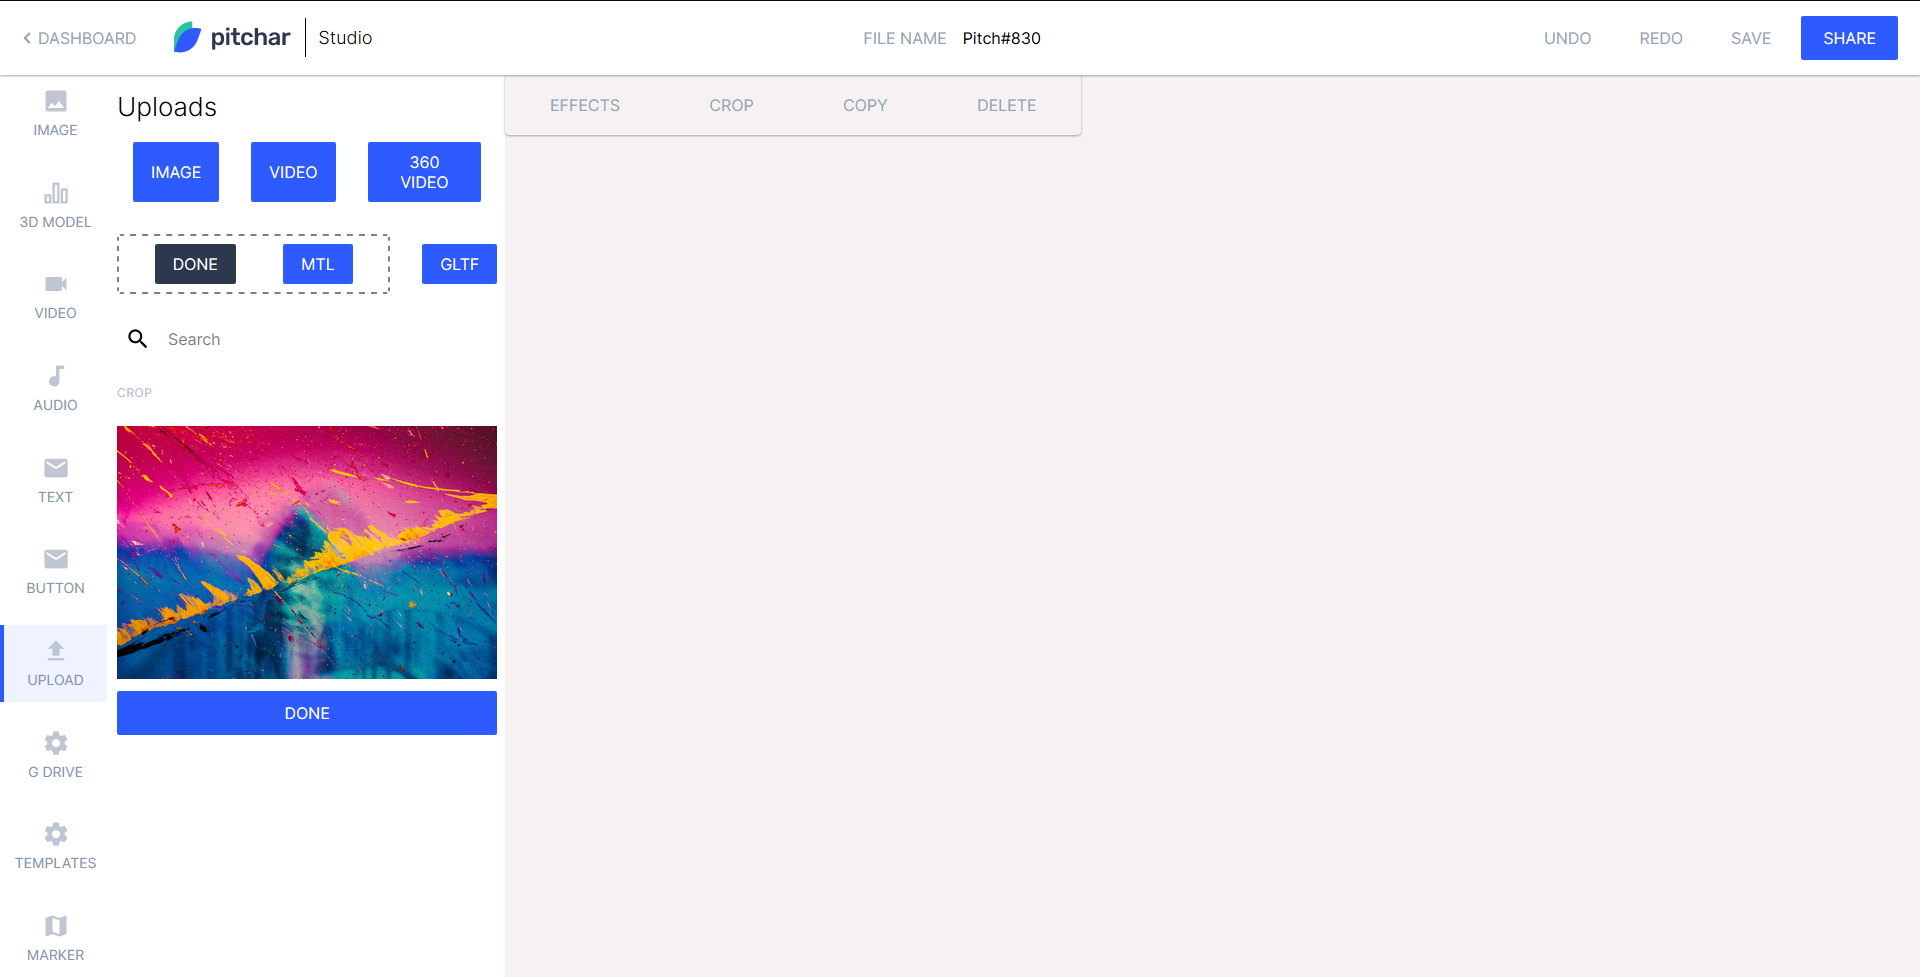 DASHBOARD
pitchar
Studio
FILE NAME Pitch#830
UNDO
REDO
SAVE
SHARE
IMAGE
3D MODEL
VIDEO
AUDIO
TEXT
BUTTON
UPLOAD
G DRIVE
TEMPLATES
MARKER
Uploads
IMAGE
VIDEO
360
VIDEO
DONE
MTL
GLTF
Search
CROP
DONE
EFFECTS
CROP
COPY
DELETE